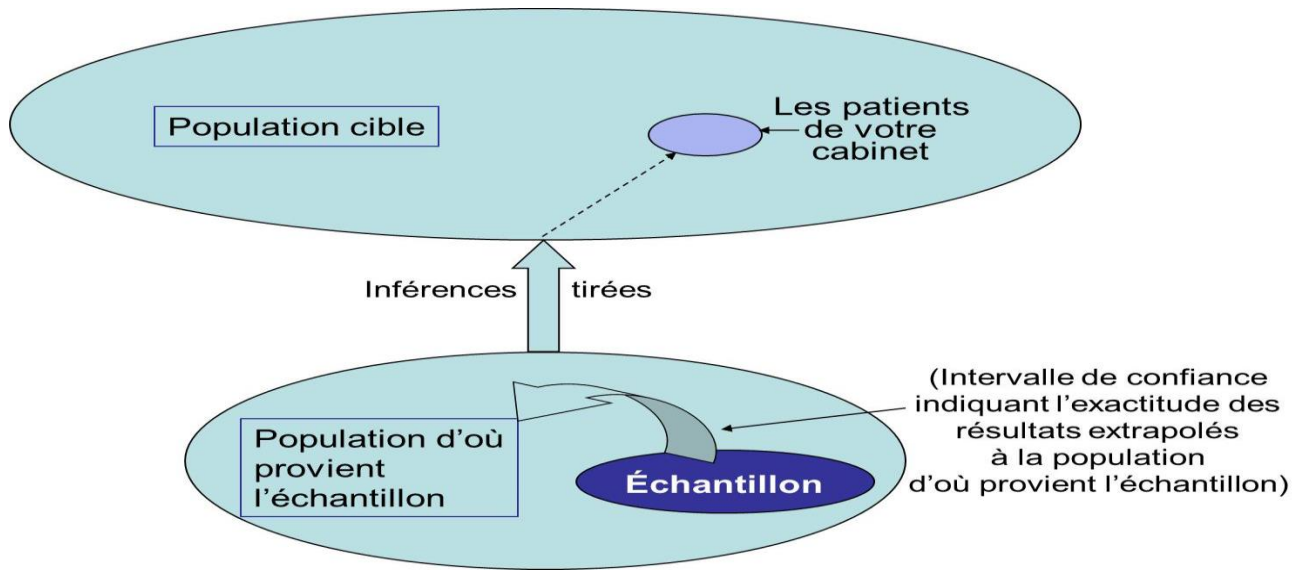 Population cible
Les patients
de votre
cabinet
Inférences tirées
Population d'où
provient
l'échantillon
Échantillon
(Intervalle de confiance
indiquant l'exactitude des
résultats extrapolés
à la population
d'où provient l'échantillon)